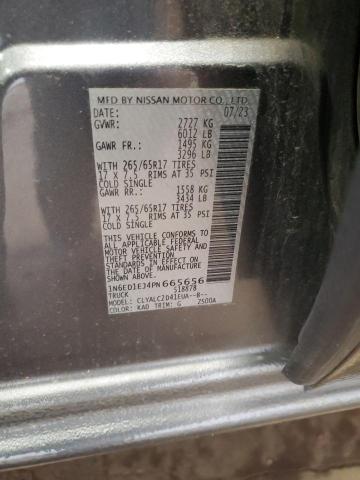 MFD BY NISSAN MOTOR CO., LTD.
DATE: 07/23
GVWR: 2727 KG
6012 LB
GAWR FR.: 1495 KG
3296 LB
WITH 265/65R17 TIRES
17 X 7.5 RIMS AT 35 PSI
COLD SINGLE
GAWR RR.: 1558 KG
3434 LB
WITH 265/65R17 TIRES
17 X 7.5 RIMS AT 35 PSI
COLD SINGLE
THIS VEHICLE CONFORMS TO
ALL APPLICABLE FEDERAL
MOTOR VEHICLE SAFETY AND
THEFT PREVENTION
STANDARDS IN EFFECT ON
THE DATE OF MANUFACTURE
SHOWN ABOVE.
1N6ED1EJ4PN665656
TRUCK 518878
MODEL: CLYALC2D41EUA--B--
COLOR: KAD TRIM: G Z500A